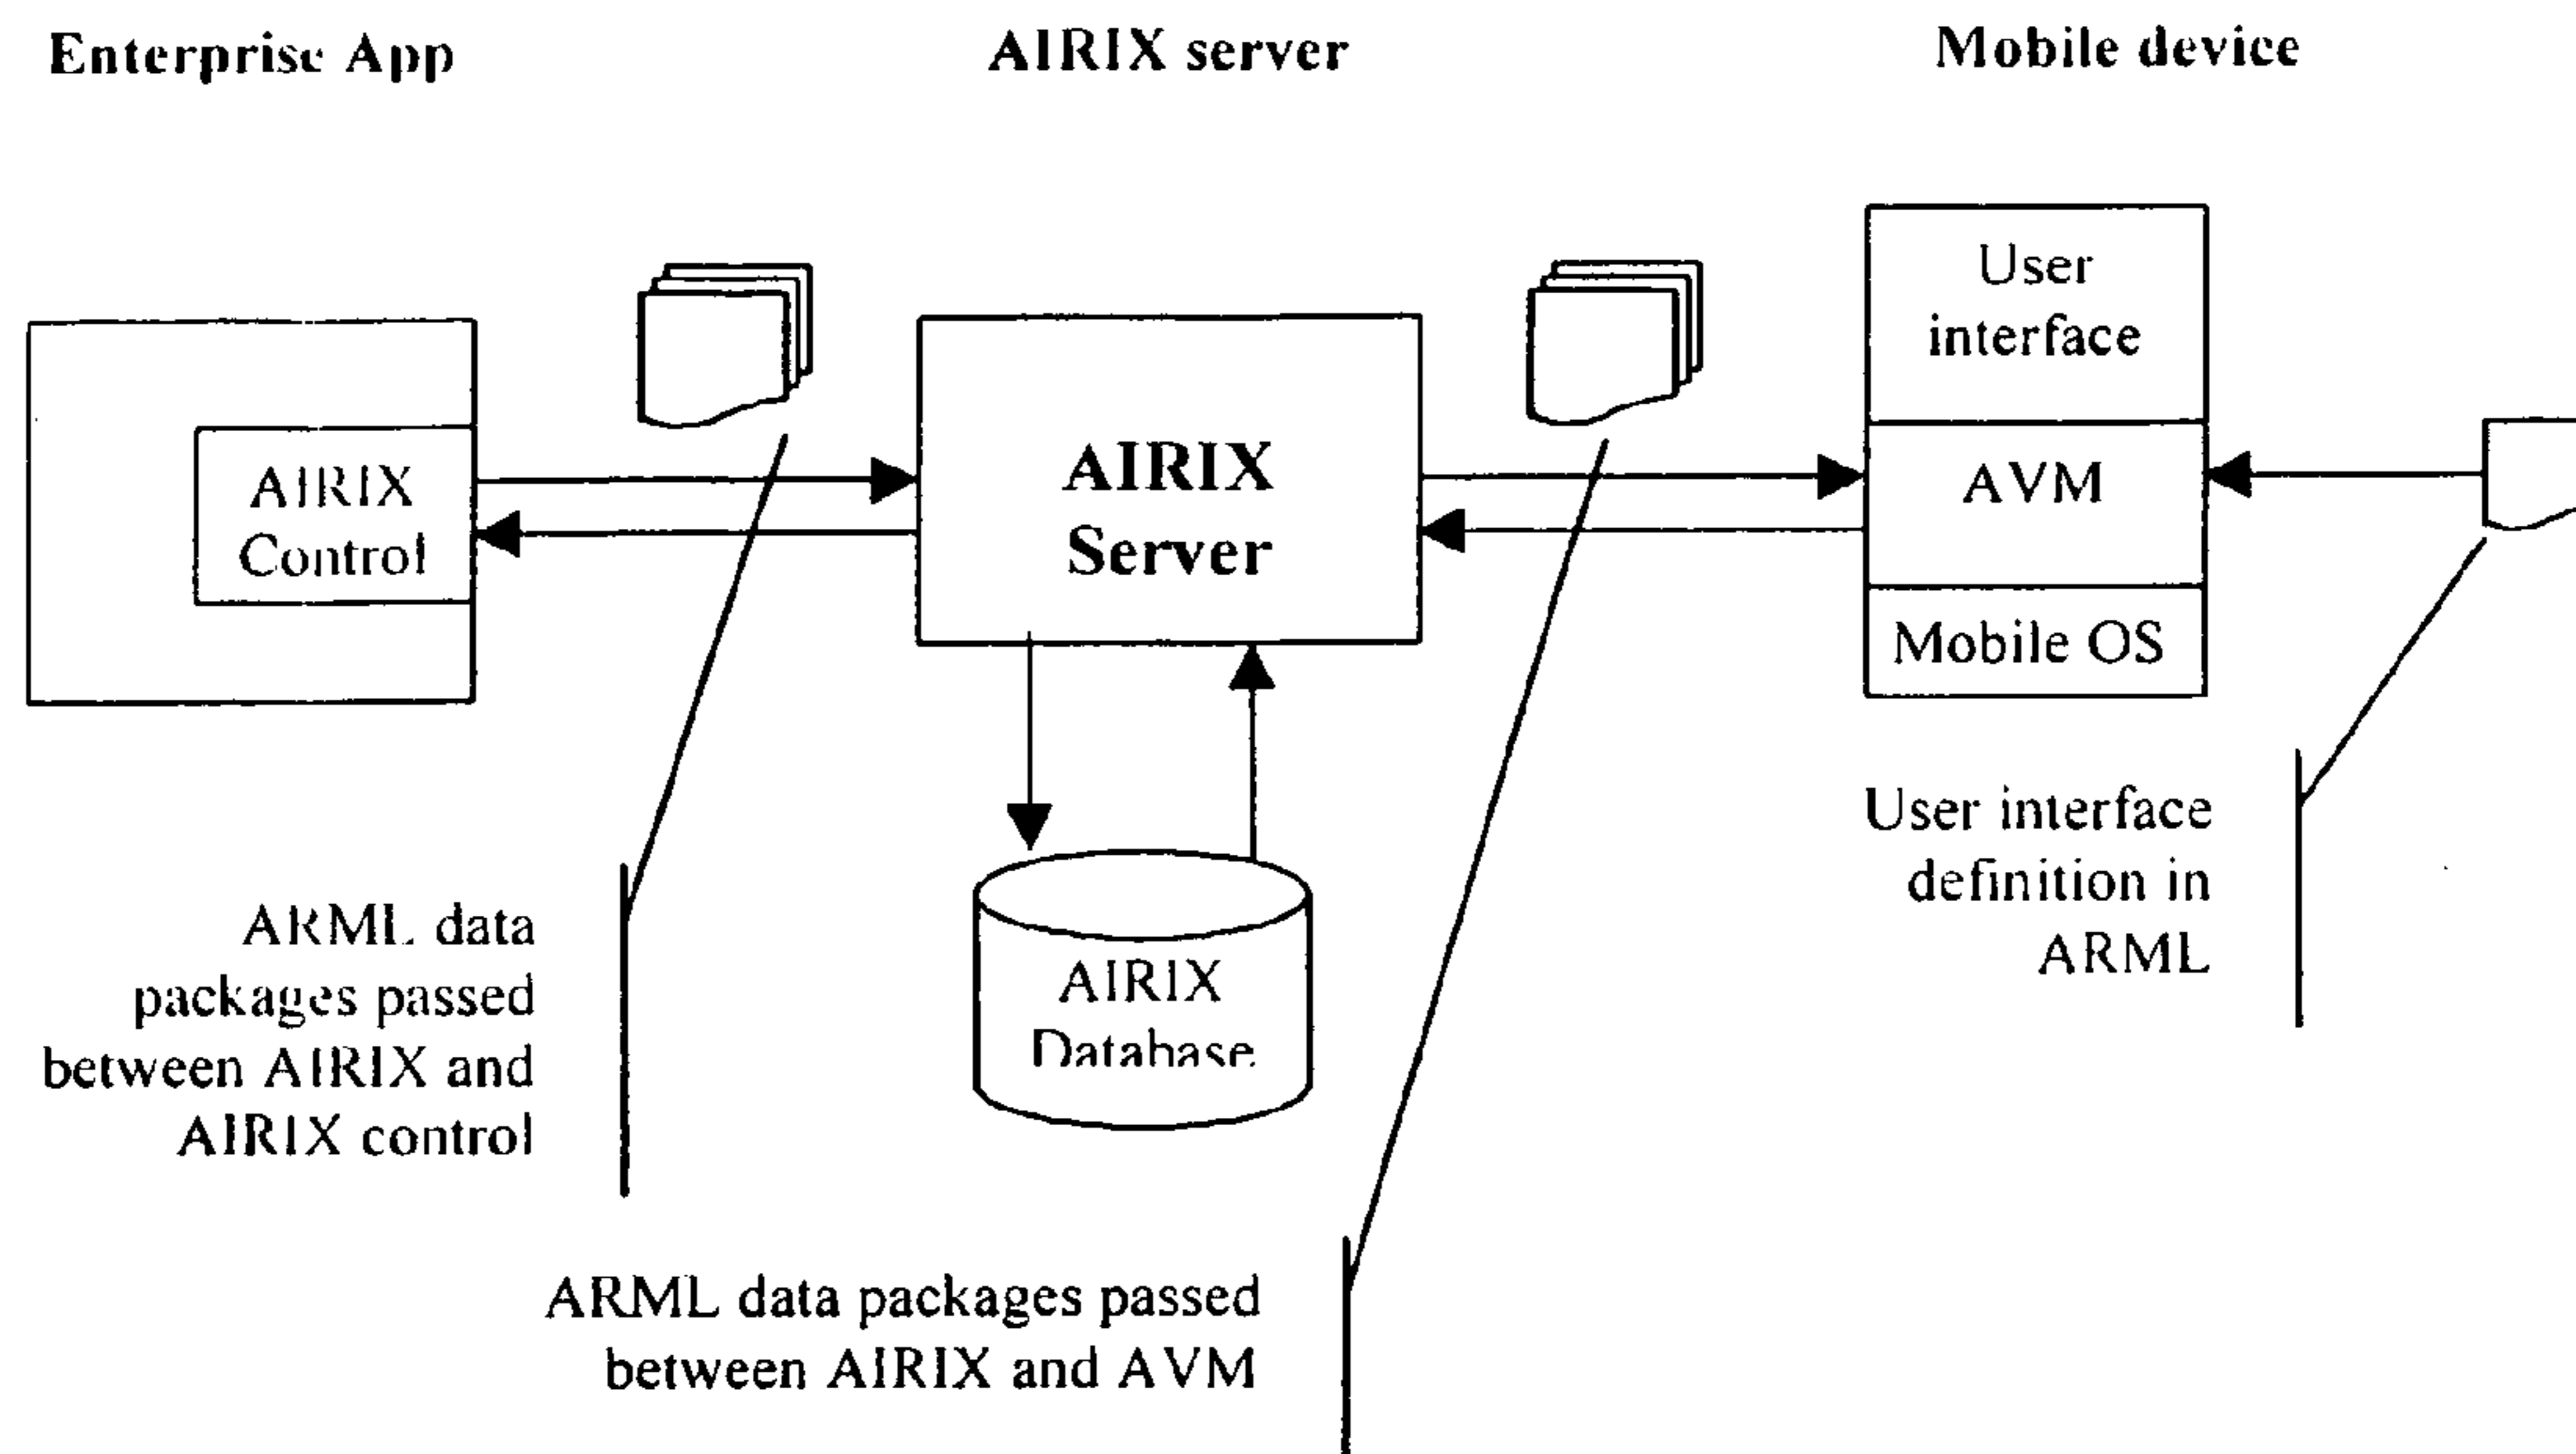 Enterprise App
AIRIX server
Mobile device
User
interface
AIRIX
Control
AIRIX
Server
AVM
Mobile OS
AIRIX
Database
ARML data
packages passed
between AIRIX and
AIRIX control
User interface
definition in
ARML
ARML data packages passed
between AIRIX and AVM